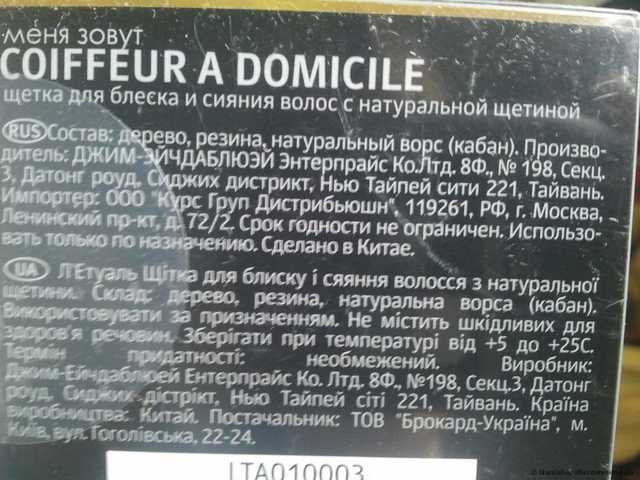 меня зовут
COIFFEUR A DOMICILE
щетка для блеска и сияния волос с натуральной щетиной
RUS Состав: дерево, резина, натуральный ворс (кабан). Произво-
дитель: ДЖИМ-ЭЙЧДАБЛЮЭЙ Энтерпрайс Ко.Лтд. 8Ф., № 198, Секц.
3, Датонг роуд, Сиджих дистрикт, Нью Тайпей сити 221, Тайвань.
Импортер: ООО "Курс Груп Дистрибьюшн" 119261, РФ, г. Москва,
Ленинский пр-кт, д. 72/2. Срок годности не ограничен. Использо-
вать только по назначению. Сделано в Китае.
UA Л'Етуаль Щітка для блиску і сяяння волосся з натуральної
щетини. Склад: дерево, резина, натуральна ворса (кабан).
Використовувати за призначенням. Не містить шкідливих для
здоров'я речовин. Зберігати при температурі від +5 до +25С.
Термін придатності: необмежений. Виробник:
Джим-Ейчдаблюей Ентерпрайс Ко. Лтд. 8Ф., №198, Секц.3, Датонг
роуд, Сиджих дістрікт, Нью Тайпей сіті 221, Тайвань. Країна
виробництва: Китай. Постачальник: ТОВ "Брокард-Україна", м.
Київ, вул. Гоголівська, 22-24.
LTA010003